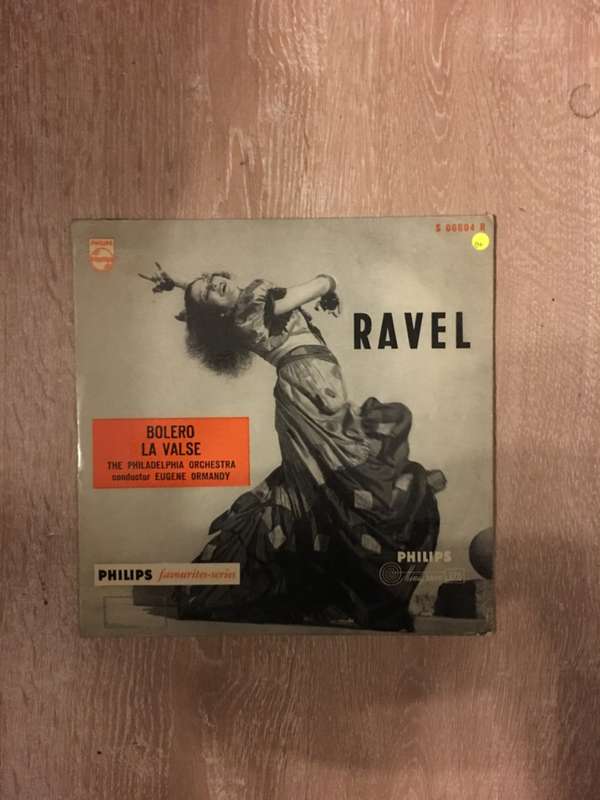 PHILIPS
S 06604 R
RAVEL
BOLERO
LA VALSE
THE PHILADELPHIA ORCHESTRA
conductor EUGENE ORMANDY
PHILIPS favourites-series
PHILIPS